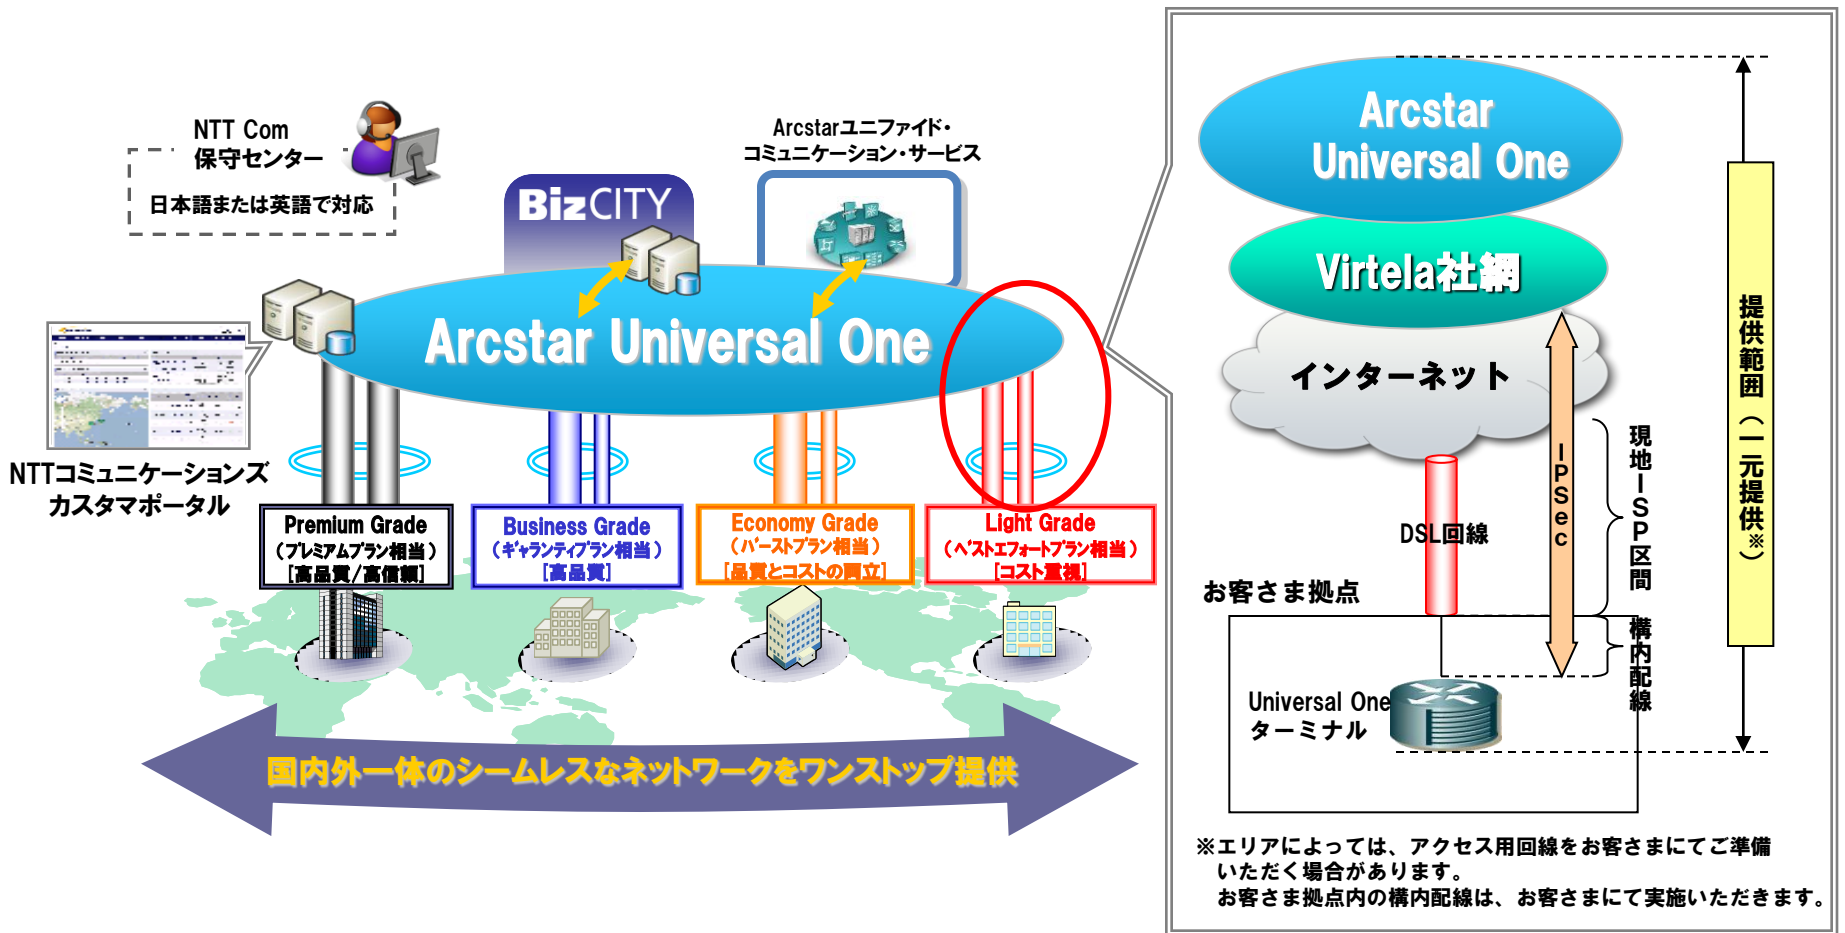 NTT Com
保守センター
日本語または英語で対応
BizCITY
Arcstarユニファイド・
コミュニケーション・サービス
Arcstar Universal One
NTTコミュニケーションズ
カスタマポータル
Premium Grade
（プレミアムプラン相当）
[高品質/高信頼]
Business Grade
（ギャランティプラン相当）
[高品質]
Economy Grade
（バーストプラン相当）
[品質とコストの両立]
Light Grade
（ベストエフォートプラン相当）
[コスト重視]
国内外一体のシームレスなネットワークをワンストップ提供
Arcstar
Universal One
Virtela社網
インターネット
IPSec
DSL回線
現地ISP区間
構内配線
提供範囲（一元提供※）
お客さま拠点
Universal One
ターミナル
※エリアによっては、アクセス用回線をお客さまにてご準備
いただく場合があります。
お客さま拠点内の構内配線は、お客さまにて実施いただきます。